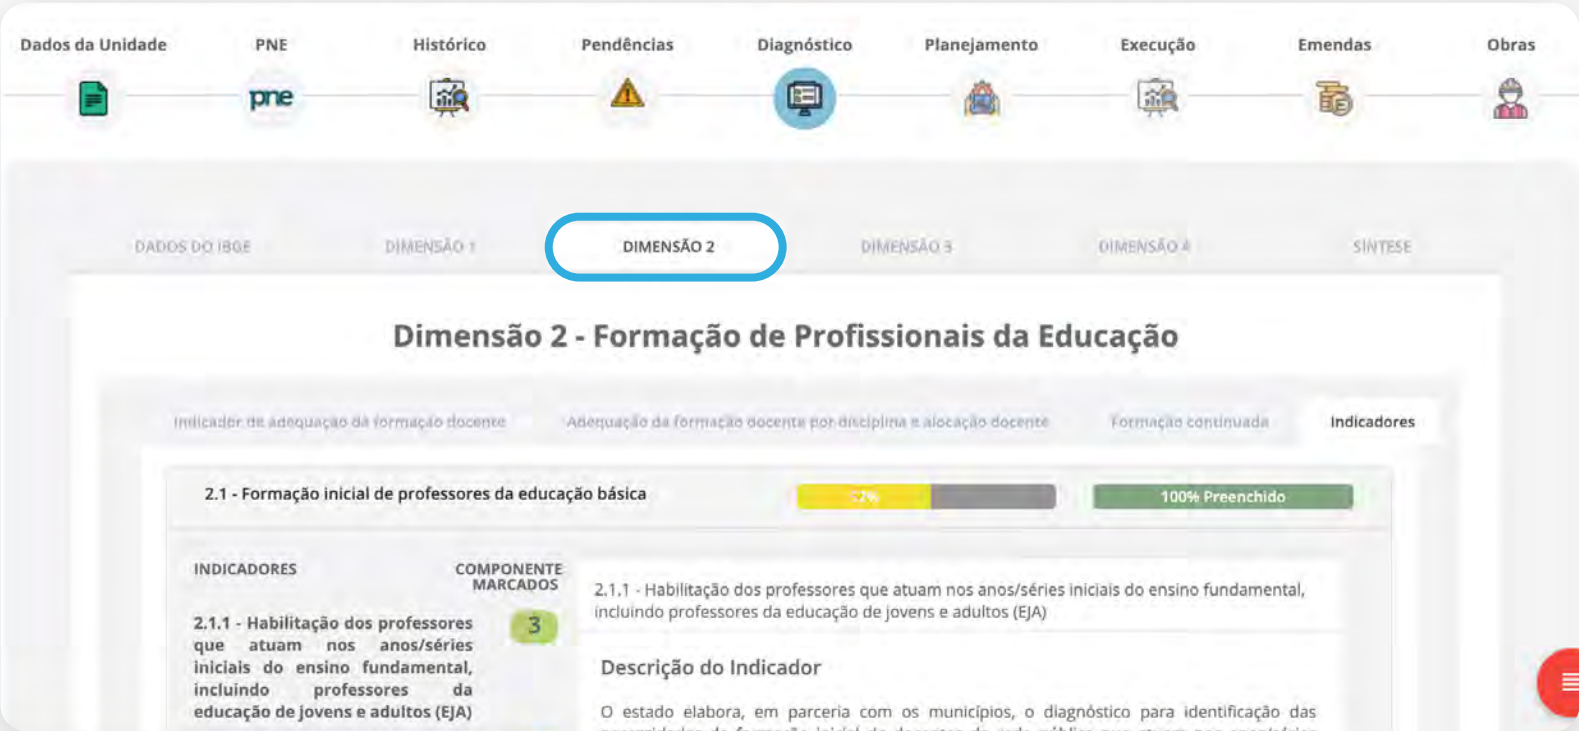 Dados da Unidade PNE Histórico Pendências Diagnóstico Planejamento Execução Emendas Obras
pne
DADOS DO IBGE DIMENSÃO 1 DIMENSÃO 2 DIMENSÃO 3 DIMENSÃO 4 SÍNTESE
Dimensão 2 - Formação de Profissionais da Educação
Indicador de adequação da formação docente Adequação da formação docente por disciplina e alocação docente Formação continuada Indicadores
2.1 - Formação inicial de professores da educação básica 100% Preenchido
INDICADORES COMPONENTE
MARCADOS
2.1.1 - Habilitação dos professores 3
que atuam nos anos/séries
iniciais do ensino fundamental,
incluindo professores da
educação de jovens e adultos (EJA)
2.1.1 - Habilitação dos professores que atuam nos anos/séries iniciais do ensino fundamental,
incluindo professores da educação de jovens e adultos (EJA)
Descrição do Indicador
O estado elabora, em parceria com os municípios, o diagnóstico para identificação das